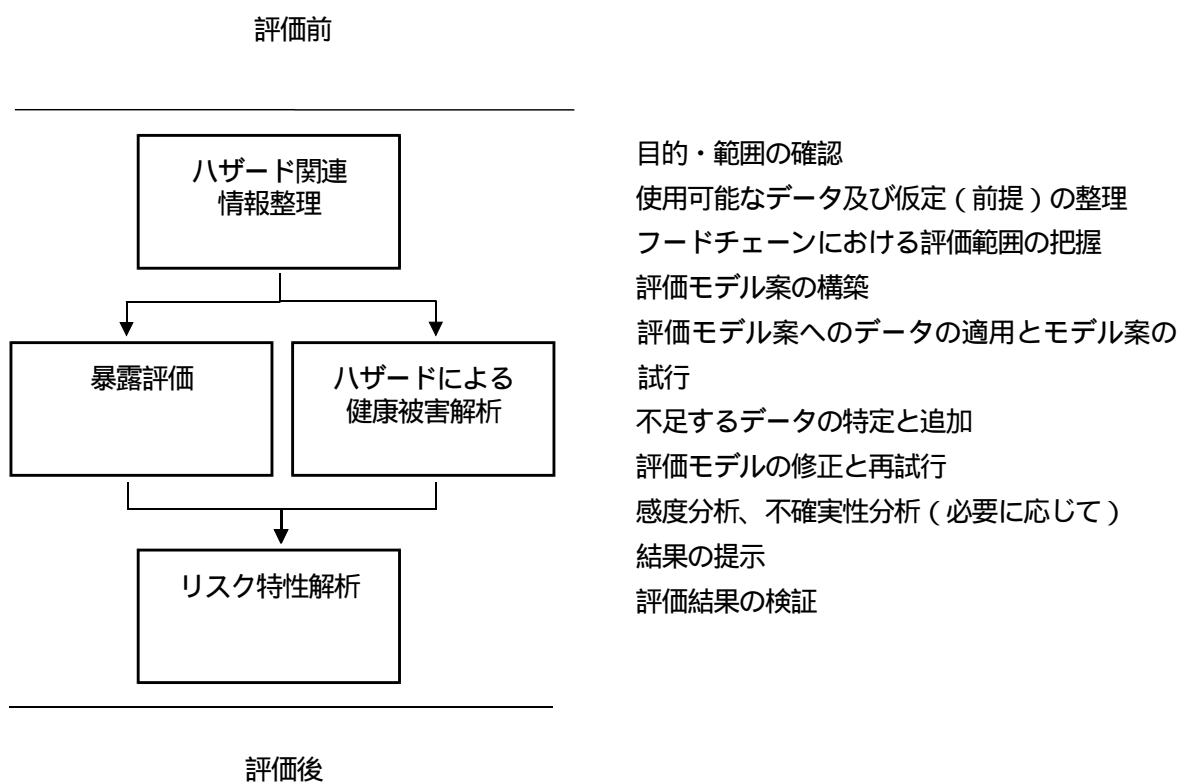 評価前
ハザード関連
情報整理
暴露評価
ハザードによる
健康被害解析
リスク特性解析
目的・範囲の確認
使用可能なデータ及び仮定（前提）の整理
フードチェーンにおける評価範囲の把握
評価モデル案の構築
評価モデル案へのデータの適用とモデル案の
試行
不足するデータの特定と追加
評価モデルの修正と再試行
感度分析、不確実性分析（必要に応じて）
結果の提示
評価結果の検証
評価後